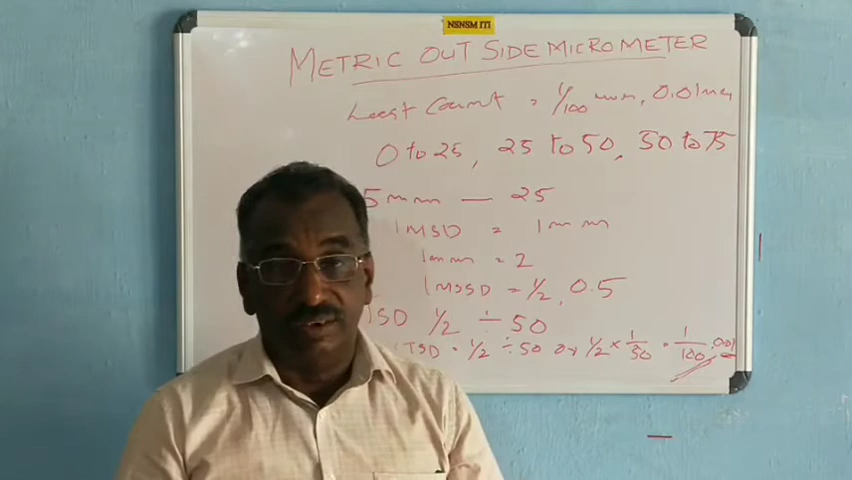 NSNSM ITI
METRIC OUT SIDE MICROMETER
Least Count = 1/100 mm, 0.01mm
0 to 25, 25 to 50, 50 to 75
5mm — 25
1MSD = 1mm
1mm = 2
1MSSD = 1/2, 0.5
TSD 1/2 ÷ 50
1TSD = 1/2 ÷ 50 or 1/2 × 1/50 = 1/100